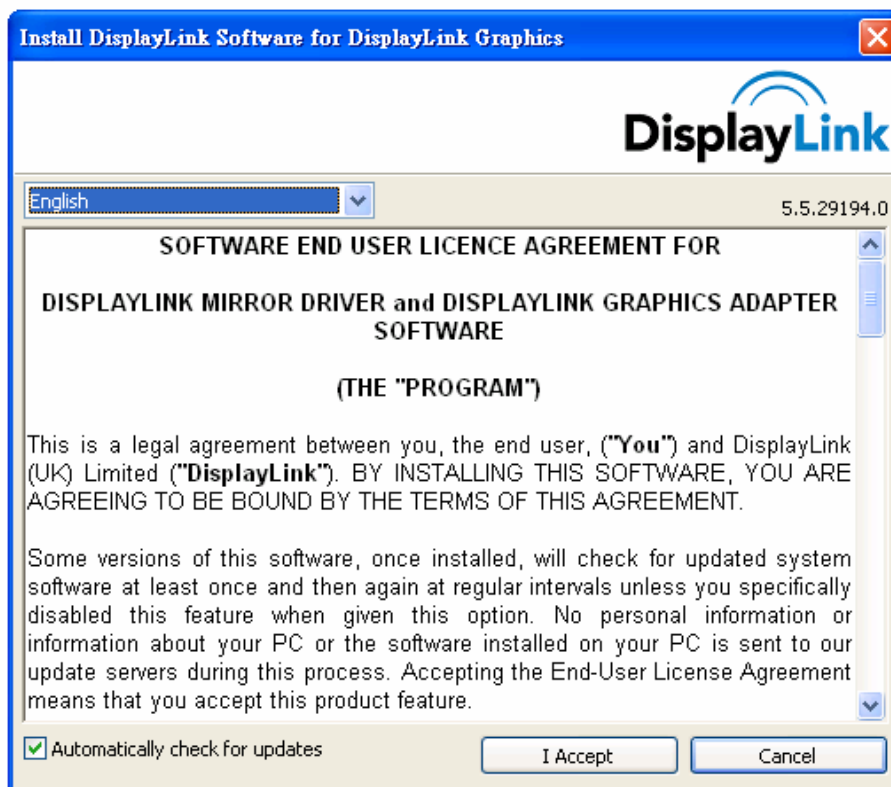 Install DisplayLink Software for DisplayLink Graphics
DisplayLink
English
5.5.29194.0
SOFTWARE END USER LICENCE AGREEMENT FOR
DISPLAYLINK MIRROR DRIVER and DISPLAYLINK GRAPHICS ADAPTER
SOFTWARE
(THE "PROGRAM")
This is a legal agreement between you, the end user, ("You") and DisplayLink
(UK) Limited ("DisplayLink"). BY INSTALLING THIS SOFTWARE, YOU ARE
AGREEING TO BE BOUND BY THE TERMS OF THIS AGREEMENT.
Some versions of this software, once installed, will check for updated system
software at least once and then again at regular intervals unless you specifically
disabled this feature when given this option. No personal information or
information about your PC or the software installed on your PC is sent to our
update servers during this process. Accepting the End-User License Agreement
means that you accept this product feature.
Automatically check for updates
I Accept
Cancel